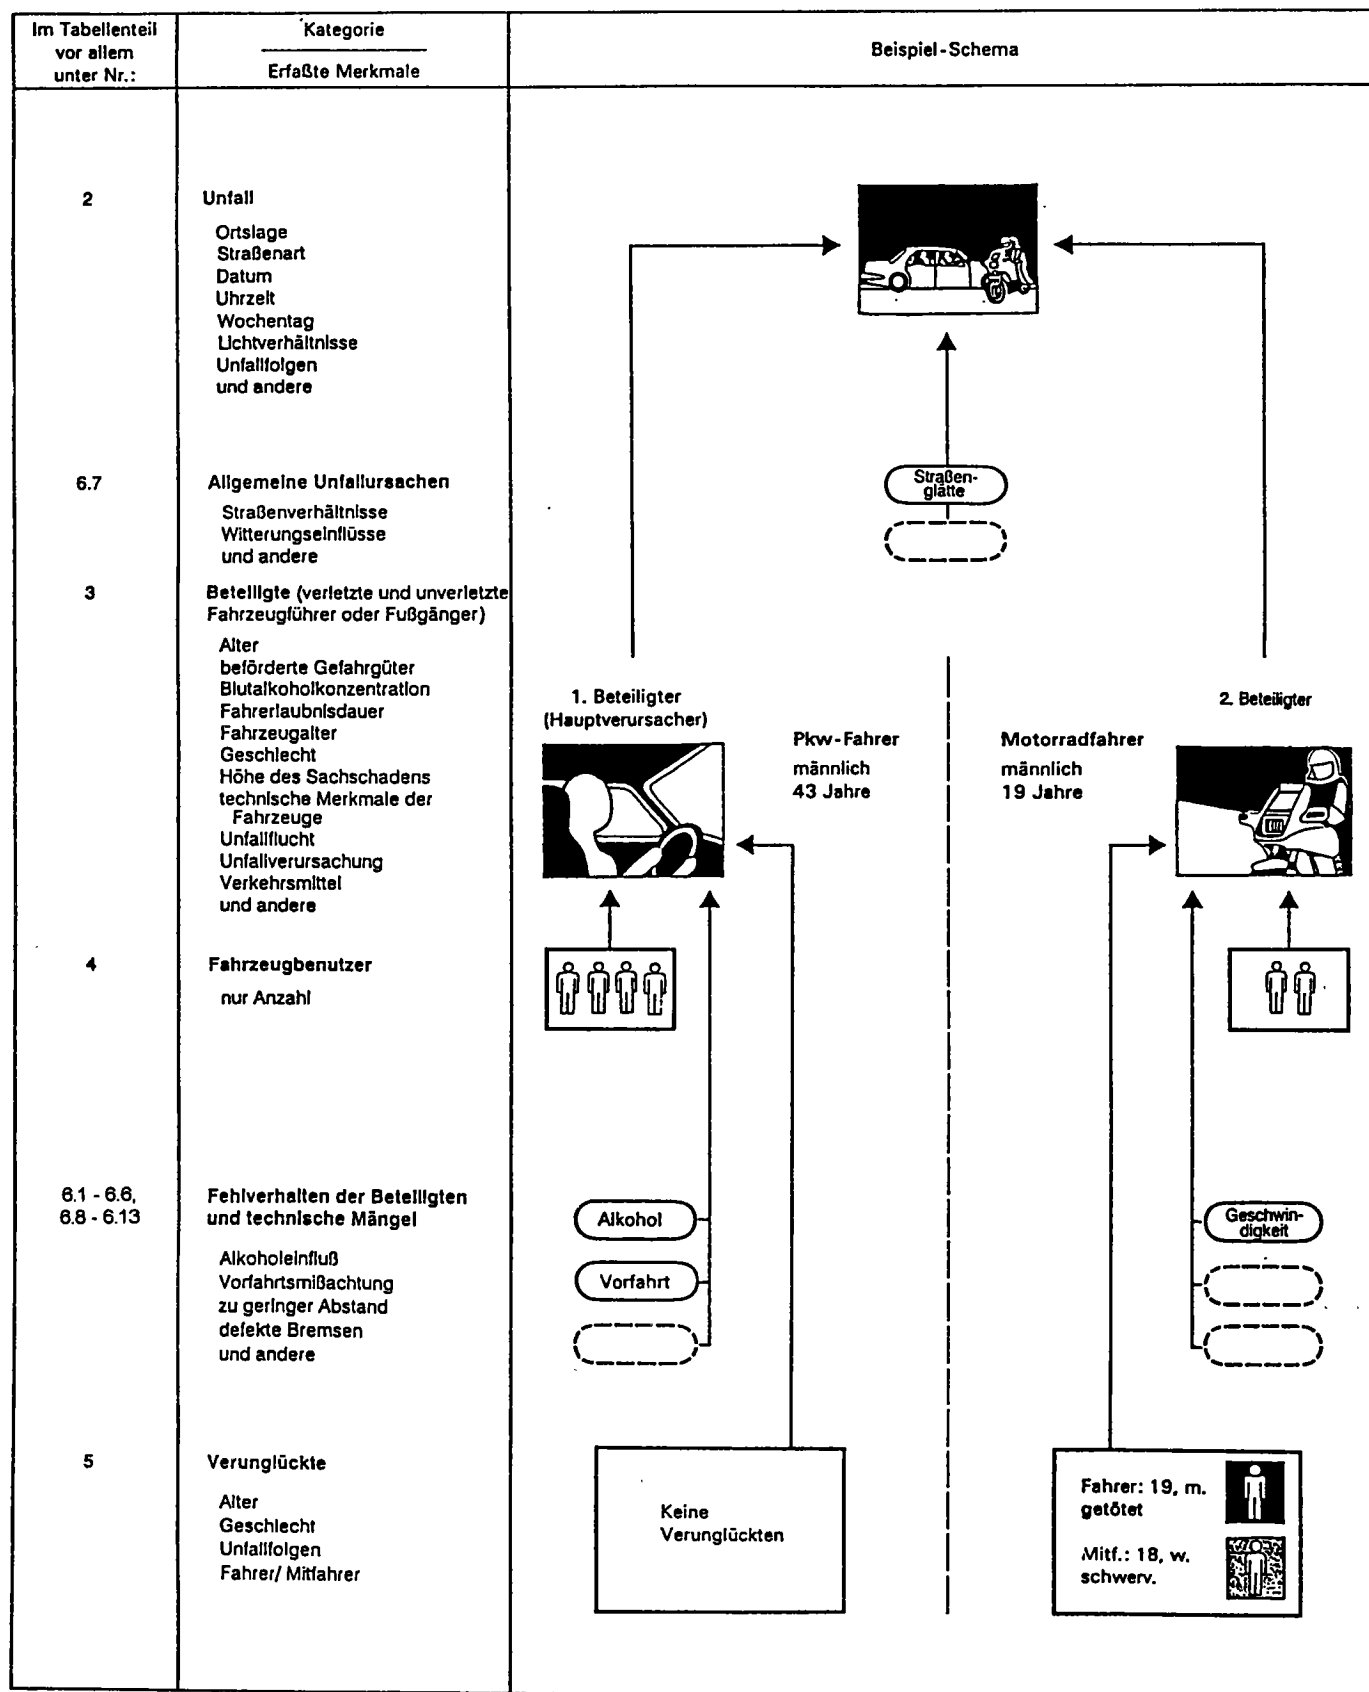 Im Tabellenteil
vor allem
unter Nr.:
Kategorie
Erfaßte Merkmale
Beispiel-Schema
2
Unfall
Ortslage
Straßenart
Datum
Uhrzeit
Wochentag
Lichtverhältnisse
Unfallfolgen
und andere
6.7
Allgemeine Unfallursachen
Straßenverhältnisse
Witterungseinflüsse
und andere
Straßen-
glätte
3
Beteiligte (verletzte und unverletzte
Fahrzeugführer oder Fußgänger)
Alter
beförderte Gefahrgüter
Blutalkoholkonzentration
Fahrerlaubnisdauer
Fahrzeugalter
Geschlecht
Höhe des Sachschadens
technische Merkmale der
Fahrzeuge
Unfallflucht
Unfallverursachung
Verkehrsmittel
und andere
1. Beteiligter
(Hauptverursacher)
Pkw-Fahrer
männlich
43 Jahre
Motorradfahrer
männlich
19 Jahre
2. Beteiligter
4
Fahrzeugbenutzer
nur Anzahl
6.1 - 6.6,
6.8 - 6.13
Fehlverhalten der Beteiligten
und technische Mängel
Alkoholeinfluß
Vorfahrtsmißachtung
zu geringer Abstand
defekte Bremsen
und andere
Alkohol
Vorfahrt
Geschwin-
digkeit
5
Verunglückte
Alter
Geschlecht
Unfallfolgen
Fahrer/ Mitfahrer
Keine
Verunglückten
Fahrer: 19, m.
getötet
Mitf.: 18, w.
schwerv.